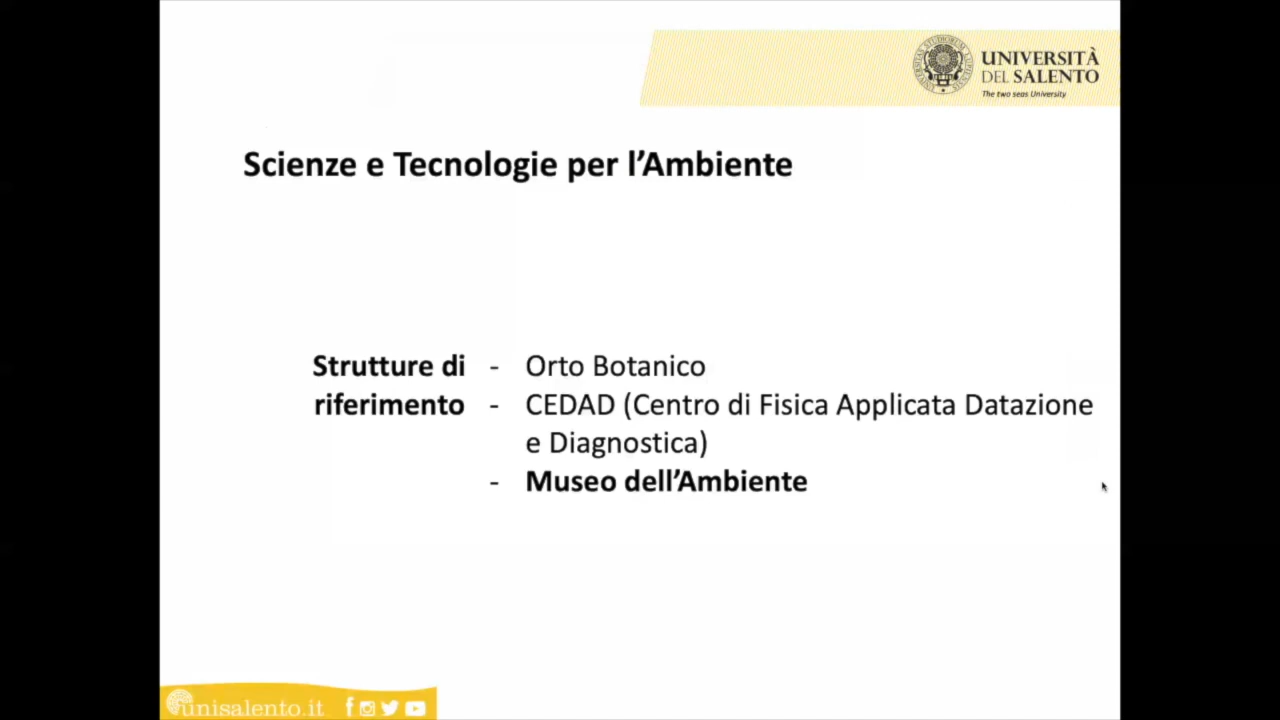 UNIVERSITÀ
DEL SALENTO
The two seas University
Scienze e Tecnologie per l'Ambiente
Strutture di
riferimento
- Orto Botanico
- CEDAD (Centro di Fisica Applicata Datazione
e Diagnostica)
- Museo dell'Ambiente
unisalento.it